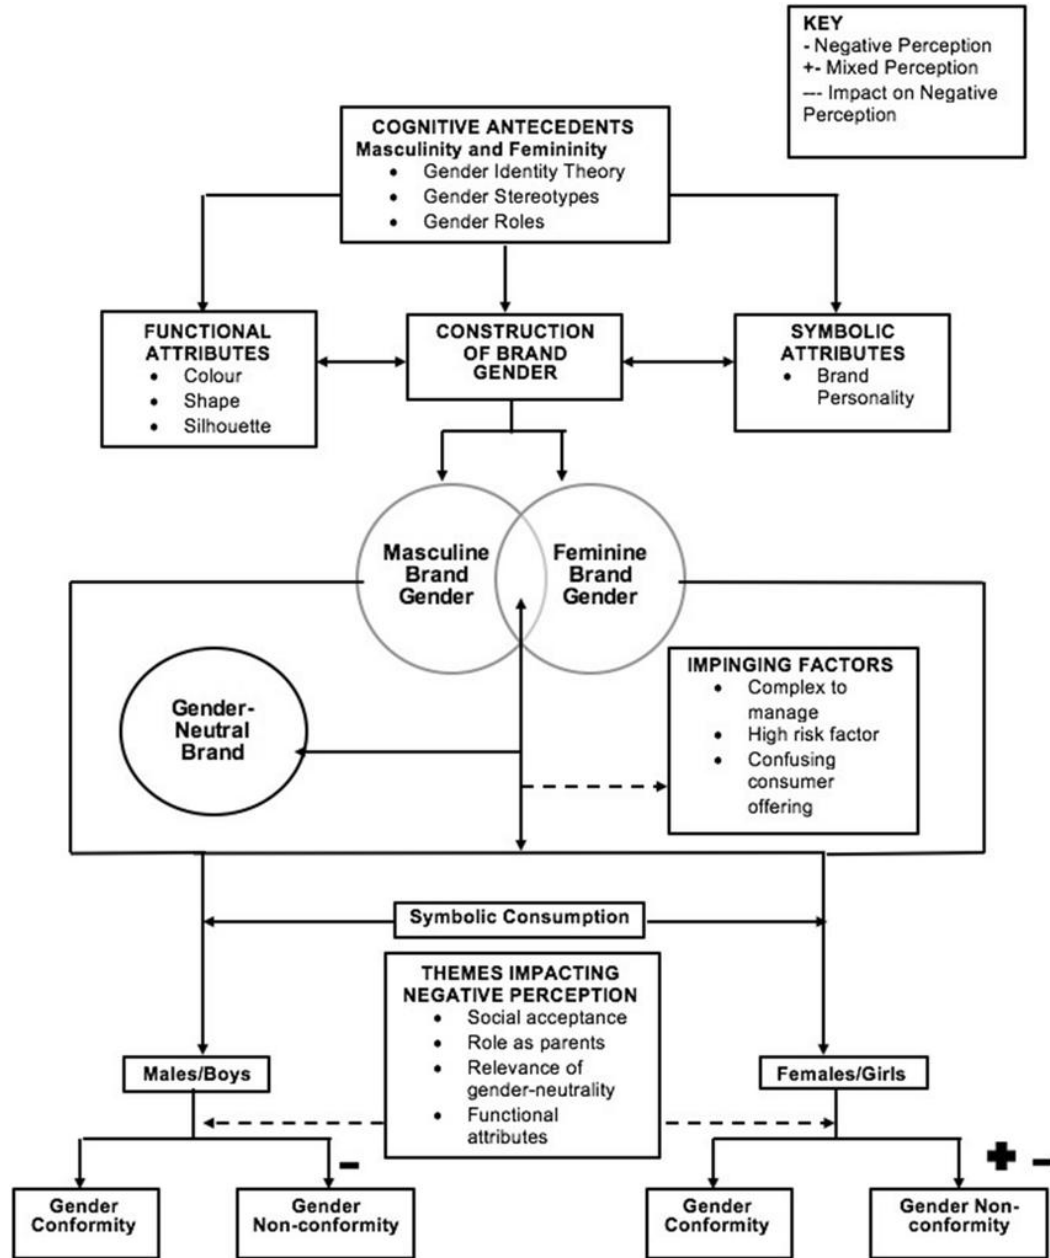 KEY
- Negative Perception
+- Mixed Perception
--- Impact on Negative
Perception
COGNITIVE ANTECEDENTS
Masculinity and Femininity
• Gender Identity Theory
• Gender Stereotypes
• Gender Roles
FUNCTIONAL
ATTRIBUTES
• Colour
• Shape
• Silhouette
CONSTRUCTION
OF BRAND
GENDER
SYMBOLIC
ATTRIBUTES
• Brand
Personality
Masculine
Brand
Gender
Feminine
Brand
Gender
Gender-
Neutral
Brand
IMPINGING FACTORS
• Complex to
manage
• High risk factor
• Confusing
consumer
offering
Symbolic Consumption
THEMES IMPACTING
NEGATIVE PERCEPTION
• Social acceptance
• Role as parents
• Relevance of
gender-neutrality
• Functional
attributes
Males/Boys
Females/Girls
-
+ -
Gender
Conformity
Gender
Non-conformity
Gender
Conformity
Gender Non-
conformity